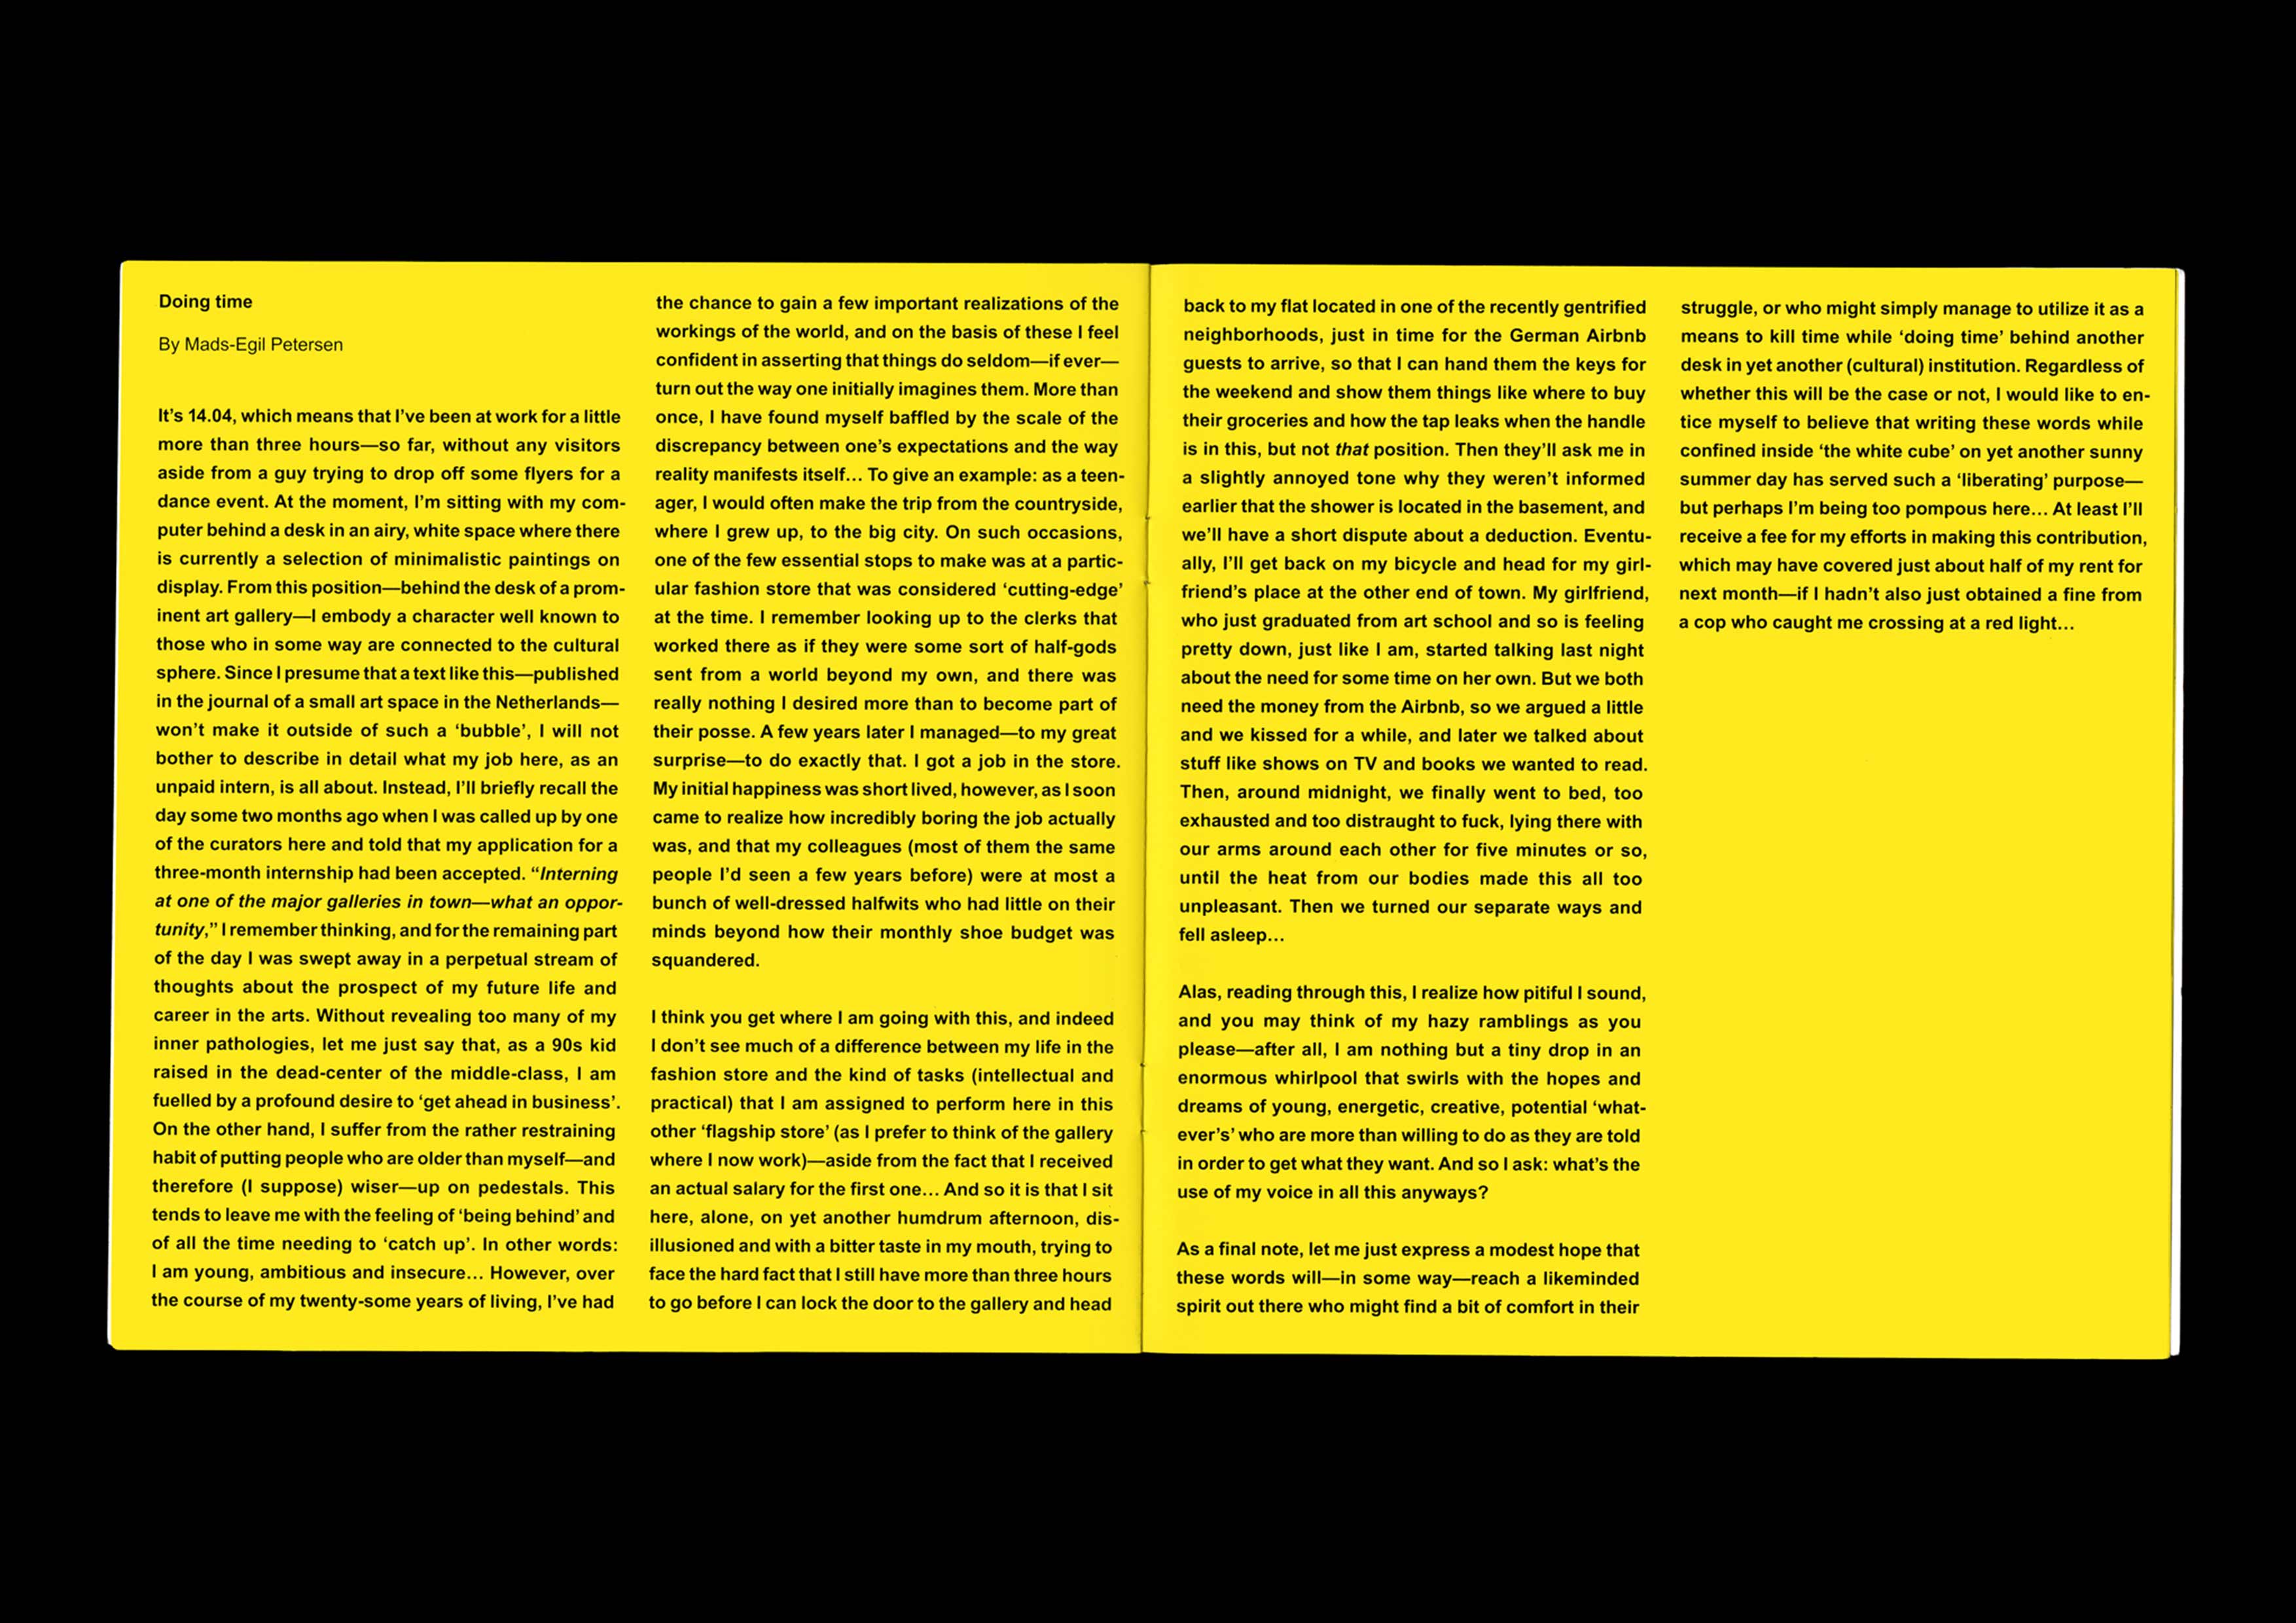 Doing time
By Mads-Egil Petersen
It’s 14.04, which means that I’ve been at work for a little
more than three hours—so far, without any visitors
aside from a guy trying to drop off some flyers for a
dance event. At the moment, I’m sitting with my com-
puter behind a desk in an airy, white space where there
is currently a selection of minimalistic paintings on
display. From this position—behind the desk of a prom-
inent art gallery—I embody a character well known to
those who in some way are connected to the cultural
sphere. Since I presume that a text like this—published
in the journal of a small art space in the Netherlands—
won’t make it outside of such a ‘bubble’, I will not
bother to describe in detail what my job here, as an
unpaid intern, is all about. Instead, I’ll briefly recall the
day some two months ago when I was called up by one
of the curators here and told that my application for a
three-month internship had been accepted. “Interning
at one of the major galleries in town—what an oppor-
tunity,” I remember thinking, and for the remaining part
of the day I was swept away in a perpetual stream of
thoughts about the prospect of my future life and
career in the arts. Without revealing too many of my
inner pathologies, let me just say that, as a 90s kid
raised in the dead-center of the middle-class, I am
fuelled by a profound desire to ‘get ahead in business’.
On the other hand, I suffer from the rather restraining
habit of putting people who are older than myself—and
therefore (I suppose) wiser—up on pedestals. This
tends to leave me with the feeling of ‘being behind’ and
of all the time needing to ‘catch up’. In other words:
I am young, ambitious and insecure… However, over
the course of my twenty-some years of living, I’ve had
the chance to gain a few important realizations of the
workings of the world, and on the basis of these I feel
confident in asserting that things do seldom—if ever—
turn out the way one initially imagines them. More than
once, I have found myself baffled by the scale of the
discrepancy between one’s expectations and the way
reality manifests itself… To give an example: as a teen-
ager, I would often make the trip from the countryside,
where I grew up, to the big city. On such occasions,
one of the few essential stops to make was at a partic-
ular fashion store that was considered ‘cutting-edge’
at the time. I remember looking up to the clerks that
worked there as if they were some sort of half-gods
sent from a world beyond my own, and there was
really nothing I desired more than to become part of
their posse. A few years later I managed—to my great
surprise—to do exactly that. I got a job in the store.
My initial happiness was short lived, however, as I soon
came to realize how incredibly boring the job actually
was, and that my colleagues (most of them the same
people I’d seen a few years before) were at most a
bunch of well-dressed halfwits who had little on their
minds beyond how their monthly shoe budget was
squandered.
I think you get where I am going with this, and indeed
I don’t see much of a difference between my life in the
fashion store and the kind of tasks (intellectual and
practical) that I am assigned to perform here in this
other ‘flagship store’ (as I prefer to think of the gallery
where I now work)—aside from the fact that I received
an actual salary for the first one… And so it is that I sit
here, alone, on yet another humdrum afternoon, dis-
illusioned and with a bitter taste in my mouth, trying to
face the hard fact that I still have more than three hours
to go before I can lock the door to the gallery and head
back to my flat located in one of the recently gentrified
neighborhoods, just in time for the German Airbnb
guests to arrive, so that I can hand them the keys for
the weekend and show them things like where to buy
their groceries and how the tap leaks when the handle
is in this, but not that position. Then they’ll ask me in
a slightly annoyed tone why they weren’t informed
earlier that the shower is located in the basement, and
we’ll have a short dispute about a deduction. Eventu-
ally, I’ll get back on my bicycle and head for my girl-
friend’s place at the other end of town. My girlfriend,
who just graduated from art school and so is feeling
pretty down, just like I am, started talking last night
about the need for some time on her own. But we both
need the money from the Airbnb, so we argued a little
and we kissed for a while, and later we talked about
stuff like shows on TV and books we wanted to read.
Then, around midnight, we finally went to bed, too
exhausted and too distraught to fuck, lying there with
our arms around each other for five minutes or so,
until the heat from our bodies made this all too
unpleasant. Then we turned our separate ways and
fell asleep…
Alas, reading through this, I realize how pitiful I sound,
and you may think of my hazy ramblings as you
please—after all, I am nothing but a tiny drop in an
enormous whirlpool that swirls with the hopes and
dreams of young, energetic, creative, potential ‘what-
ever’s’ who are more than willing to do as they are told
in order to get what they want. And so I ask: what’s the
use of my voice in all this anyways?
As a final note, let me just express a modest hope that
these words will—in some way—reach a likeminded
spirit out there who might find a bit of comfort in their
struggle, or who might simply manage to utilize it as a
means to kill time while ‘doing time’ behind another
desk in yet another (cultural) institution. Regardless of
whether this will be the case or not, I would like to en-
tice myself to believe that writing these words while
confined inside ‘the white cube’ on yet another sunny
summer day has served such a ‘liberating’ purpose—
but perhaps I’m being too pompous here… At least I’ll
receive a fee for my efforts in making this contribution,
which may have covered just about half of my rent for
next month—if I hadn’t also just obtained a fine from
a cop who caught me crossing at a red light…